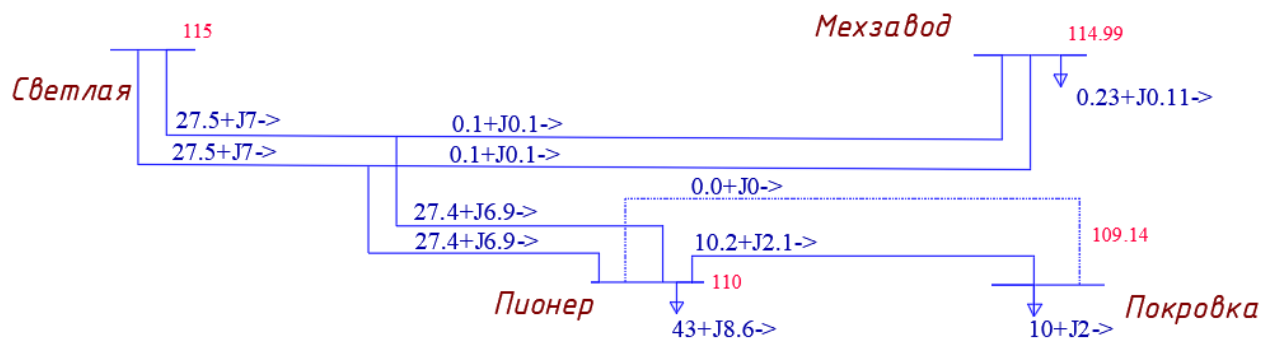 115
Мехзавод
114.99
Светлая
0.23+J0.11->
27.5+J7->
0.1+J0.1->
27.5+J7->
0.1+J0.1->
0.0+J0->
27.4+J6.9->
27.4+J6.9->
10.2+J2.1->
109.14
Пионер
110
Покровка
43+J8.6->
10+J2->